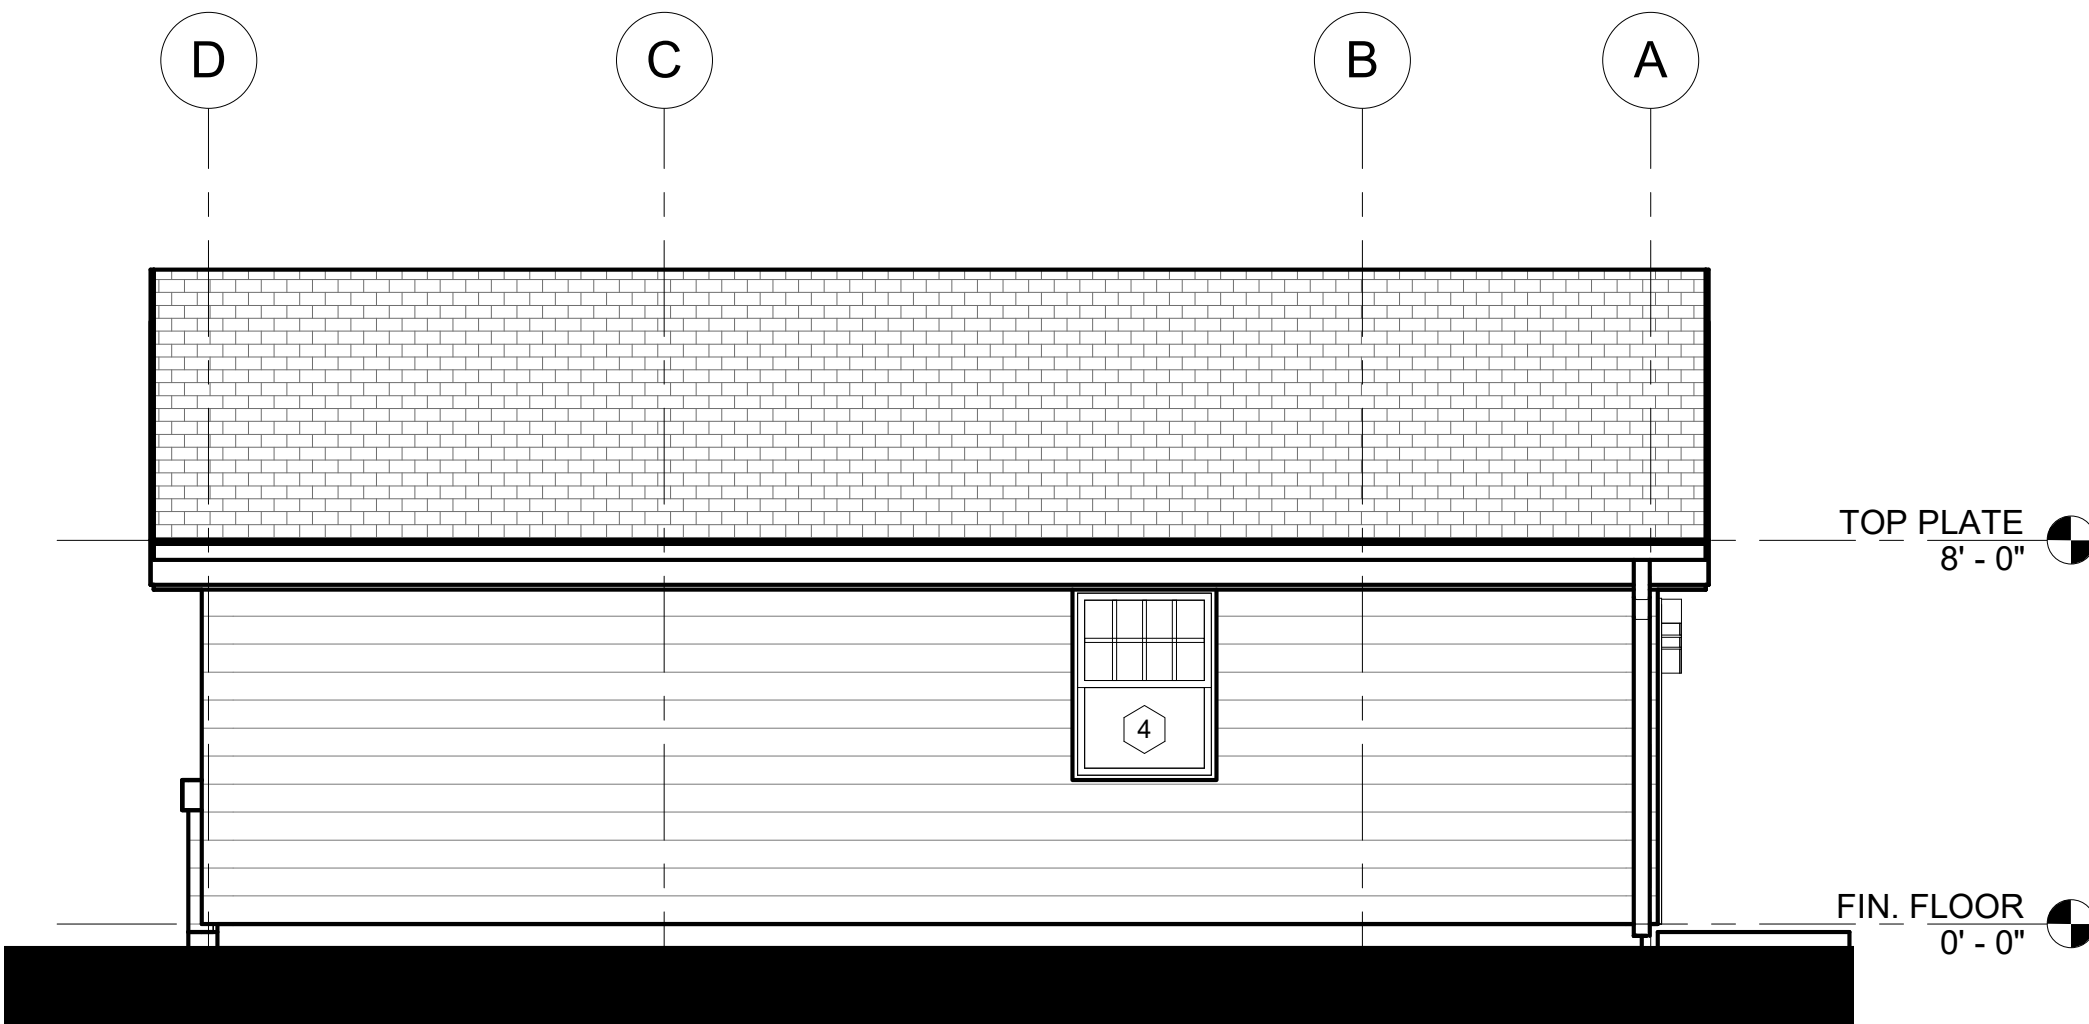 D
C
B
A
TOP PLATE
8' - 0"
4
FIN. FLOOR
0' - 0"